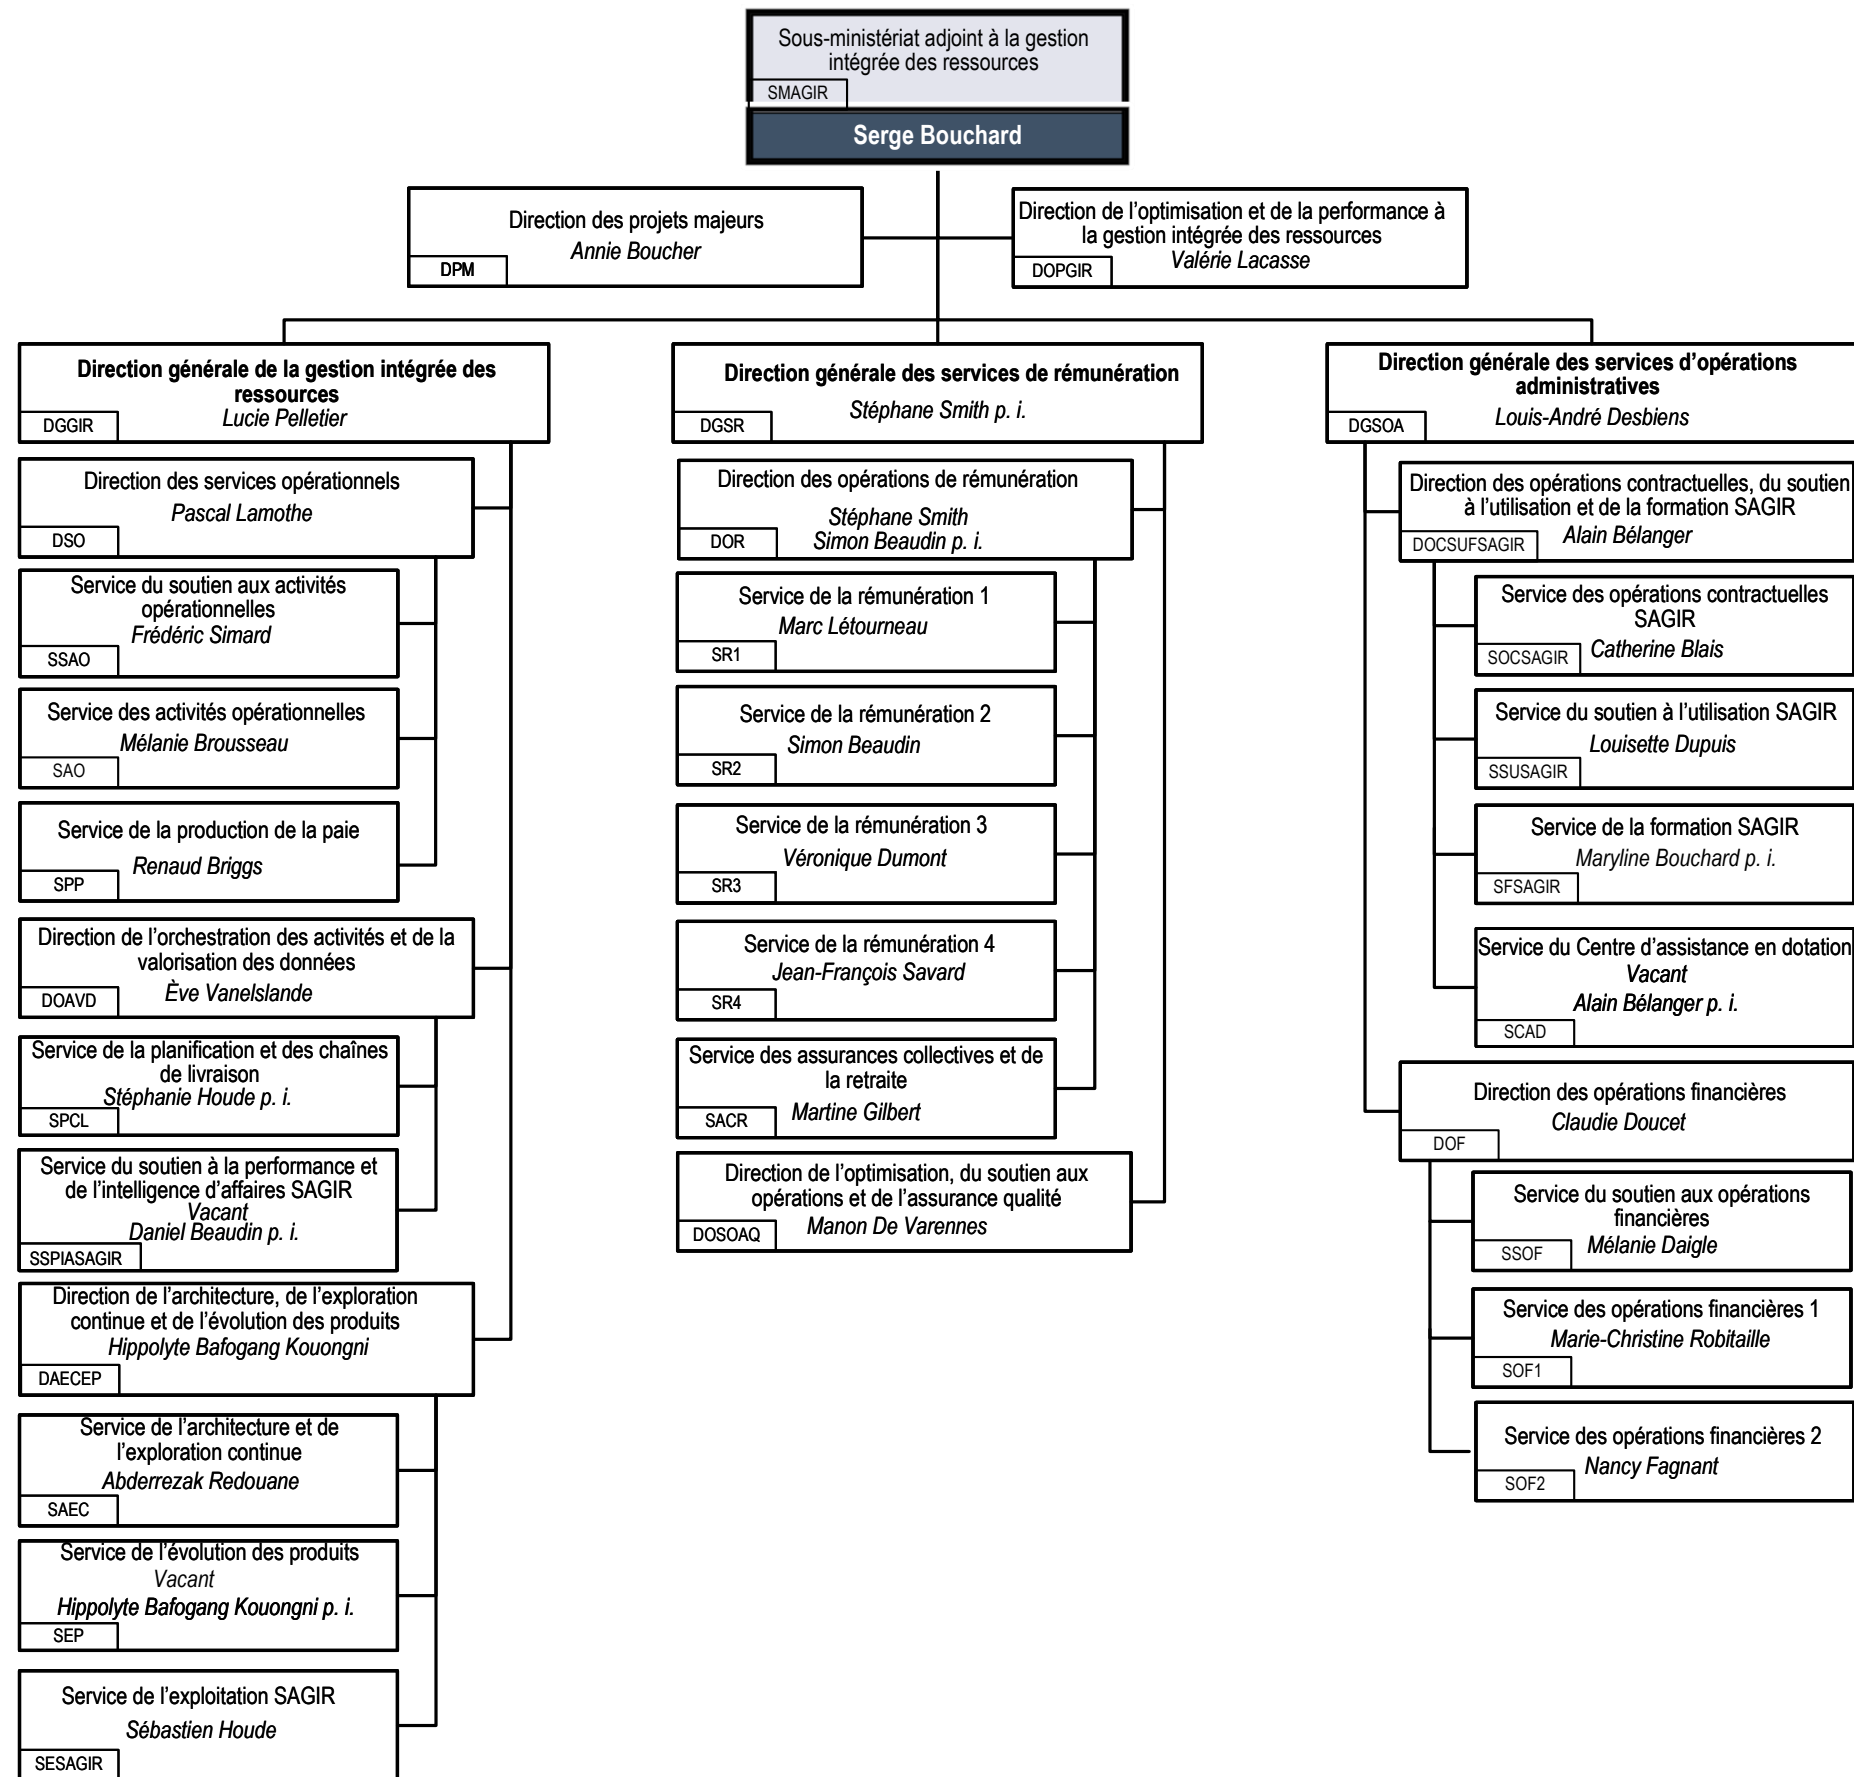 Sous-ministériat adjoint à la gestion
intégrée des ressources
SMAGIR
Serge Bouchard
Direction des projets majeurs
Annie Boucher
DPM
Direction de l'optimisation et de la performance à
la gestion intégrée des ressources
Valérie Lacasse
DOPGIR
Direction générale de la gestion intégrée des
ressources
Lucie Pelletier
DGGIR
Direction des services opérationnels
Pascal Lamothe
DSO
Service du soutien aux activités
opérationnelles
Frédéric Simard
SSAO
Service des activités opérationnelles
Mélanie Brousseau
SAO
Service de la production de la paie
Renaud Briggs
SPP
Direction de l'orchestration des activités et de la
valorisation des données
Ève Vanelslande
DOAVD
Service de la planification et des chaînes
de livraison
Stéphanie Houde p. i.
SPCL
Service du soutien à la performance et
de l'intelligence d'affaires SAGIR
Vacant
Daniel Beaudin p. i.
SSPIASAGIR
Direction de l'architecture, de l'exploration
continue et de l'évolution des produits
Hippolyte Bafogang Kouongni
DAECEP
Service de l'architecture et de
l'exploration continue
Abderrezak Redouane
SAEC
Service de l'évolution des produits
Vacant
Hippolyte Bafogang Kouongni p. i.
SEP
Service de l'exploitation SAGIR
Sébastien Houde
SESAGIR
Direction générale des services de rémunération
Stéphane Smith p. i.
DGSR
Direction des opérations de rémunération
Stéphane Smith
Simon Beaudin p. i.
DOR
Service de la rémunération 1
Marc Létourneau
SR1
Service de la rémunération 2
Simon Beaudin
SR2
Service de la rémunération 3
Véronique Dumont
SR3
Service de la rémunération 4
Jean-François Savard
SR4
Service des assurances collectives et de
la retraite
Martine Gilbert
SACR
Direction de l'optimisation, du soutien aux
opérations et de l'assurance qualité
Manon De Varennes
DOSOAQ
Direction générale des services d'opérations
administratives
Louis-André Desbiens
DGSOA
Direction des opérations contractuelles, du soutien
à l'utilisation et de la formation SAGIR
Alain Bélanger
DOCSUFSAGIR
Service des opérations contractuelles
SAGIR
Catherine Blais
SOCSAGIR
Service du soutien à l'utilisation SAGIR
Louisette Dupuis
SSUSAGIR
Service de la formation SAGIR
Maryline Bouchard p. i.
SFSAGIR
Service du Centre d'assistance en dotation
Vacant
Alain Bélanger p. i.
SCAD
Direction des opérations financières
Claudie Doucet
DOF
Service du soutien aux opérations
financières
Mélanie Daigle
SSOF
Service des opérations financières 1
Marie-Christine Robitaille
SOF1
Service des opérations financières 2
Nancy Fagnant
SOF2